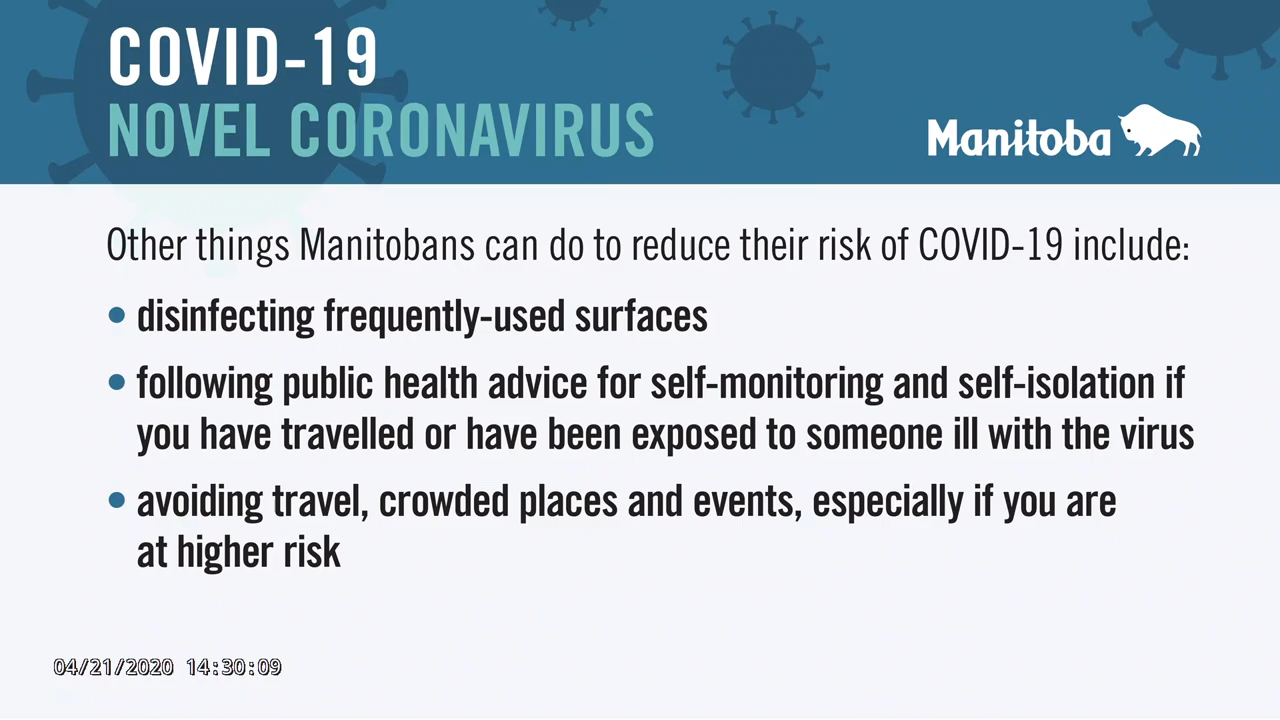 COVID-19
NOVEL CORONAVIRUS
Manitoba
Other things Manitobans can do to reduce their risk of COVID-19 include:
• disinfecting frequently-used surfaces
• following public health advice for self-monitoring and self-isolation if
you have travelled or have been exposed to someone ill with the virus
• avoiding travel, crowded places and events, especially if you are
at higher risk
04/21/2020 14:30:09